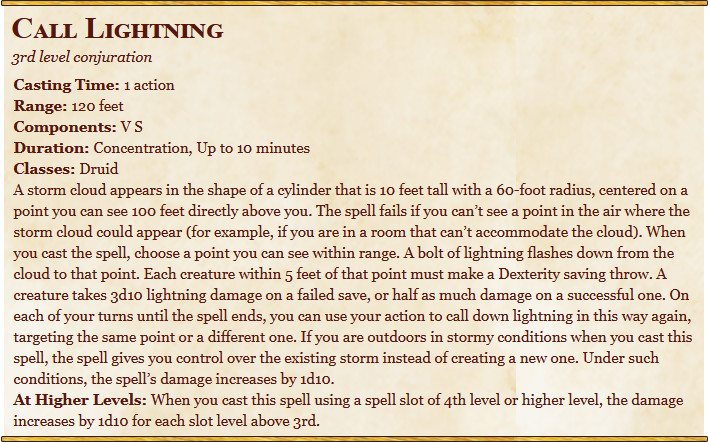 Call Lightning
3rd level conjuration
Casting Time: 1 action
Range: 120 feet
Components: V S
Duration: Concentration, Up to 10 minutes
Classes: Druid
A storm cloud appears in the shape of a cylinder that is 10 feet tall with a 60-foot radius, centered on a
point you can see 100 feet directly above you. The spell fails if you can’t see a point in the air where the
storm cloud could appear (for example, if you are in a room that can’t accommodate the cloud). When
you cast the spell, choose a point you can see within range. A bolt of lightning flashes down from the
cloud to that point. Each creature within 5 feet of that point must make a Dexterity saving throw. A
creature takes 3d10 lightning damage on a failed save, or half as much damage on a successful one. On
each of your turns until the spell ends, you can use your action to call down lightning in this way again,
targeting the same point or a different one. If you are outdoors in stormy conditions when you cast this
spell, the spell gives you control over the existing storm instead of creating a new one. Under such
conditions, the spell’s damage increases by 1d10.
At Higher Levels: When you cast this spell using a spell slot of 4th level or higher level, the damage
increases by 1d10 for each slot level above 3rd.